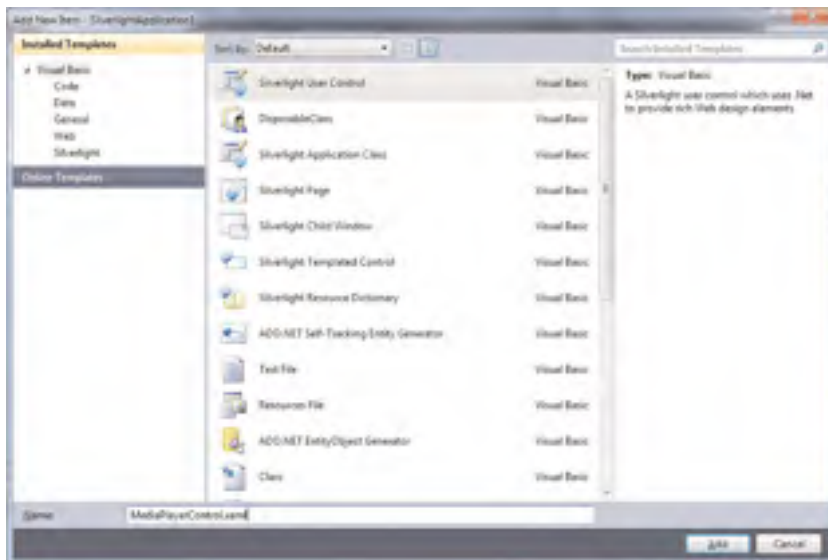 Add New Item - SilverlightApplication1
Installed Templates
Visual Basic
Code
Data
General
Web
Silverlight
Online Templates
Sort by: Default
Silverlight User Control Visual Basic
DisposableClass Visual Basic
Silverlight Application Class Visual Basic
Silverlight Page Visual Basic
Silverlight Child Window Visual Basic
Silverlight Templated Control Visual Basic
Silverlight Resource Dictionary Visual Basic
ADO.NET Self-Tracking Entity Generator Visual Basic
Text File Visual Basic
Resources File Visual Basic
ADO.NET EntityObject Generator Visual Basic
Class Visual Basic
Search Installed Templates
Type: Visual Basic
A Silverlight user control which uses .Net
to provide rich Web design elements
Name: MediaPlayerControl.xaml
Add Cancel